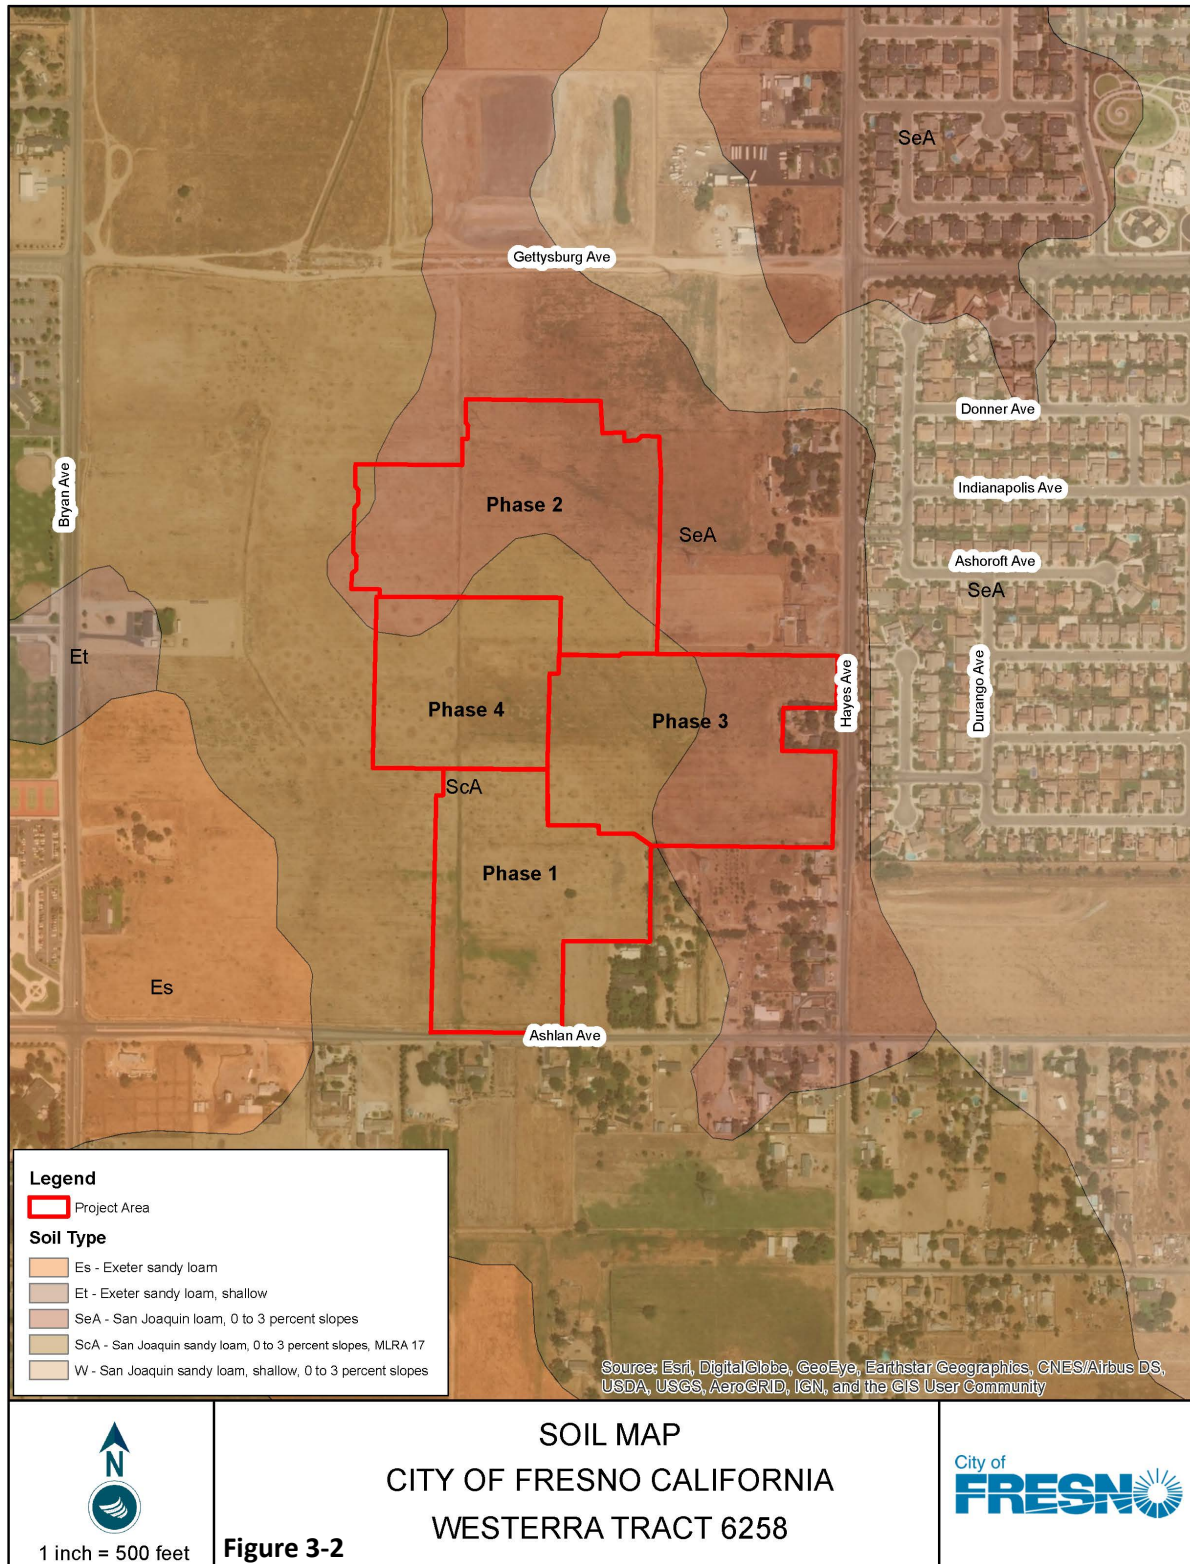 SeA
Gettysburg Ave
Donner Ave
Bryan Ave
Indianapolis Ave
Phase 2
SeA
Ashoroft Ave
SeA
Et
Hayes Ave
Durango Ave
Phase 4
Phase 3
ScA
Phase 1
Es
Ashlan Ave
Legend
Project Area
Soil Type
Es - Exeter sandy loam
Et - Exeter sandy loam, shallow
SeA - San Joaquin loam, 0 to 3 percent slopes
ScA - San Joaquin sandy loam, 0 to 3 percent slopes, MLRA 17
W - San Joaquin sandy loam, shallow, 0 to 3 percent slopes
Source: Esri, DigitalGlobe, GeoEye, Earthstar Geographics, CNES/Airbus DS,
USDA, USGS, AeroGRID, IGN, and the GIS User Community
N
1 inch = 500 feet
Figure 3-2
SOIL MAP
CITY OF FRESNO CALIFORNIA
WESTERRA TRACT 6258
City of
FRESNO